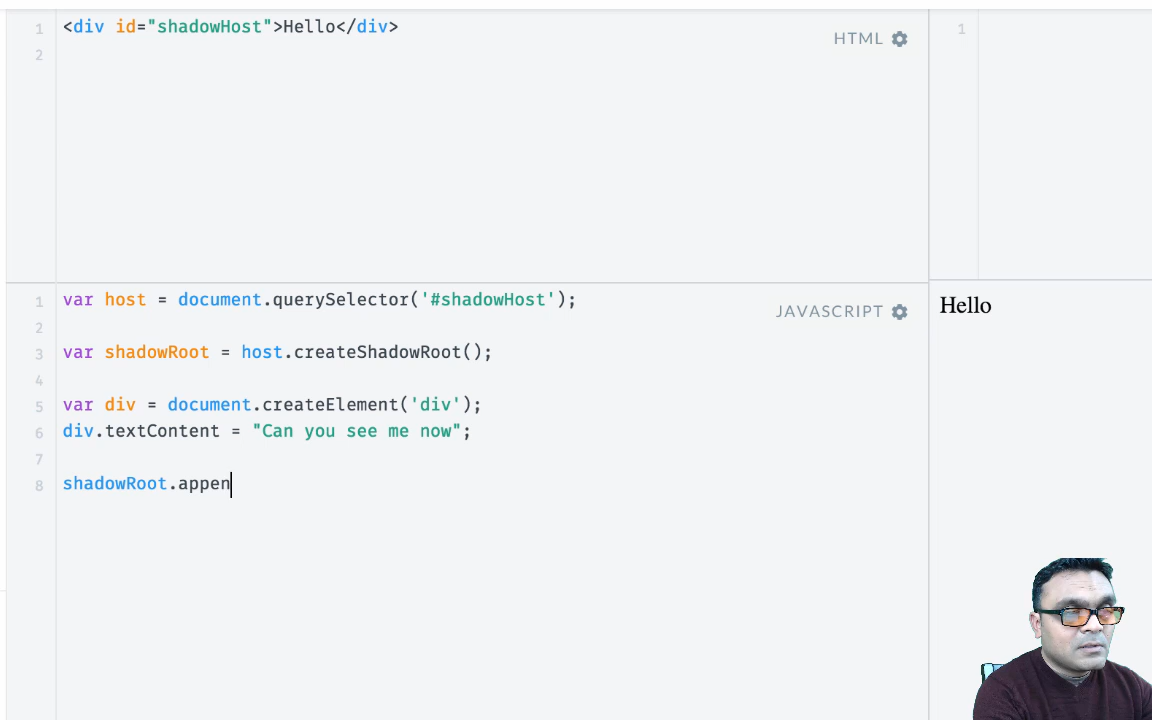 1 <div id="shadowHost">Hello</div>
2
HTML
1
1 var host = document.querySelector('#shadowHost');
2
JAVASCRIPT
3 var shadowRoot = host.createShadowRoot();
4
5 var div = document.createElement('div');
6 div.textContent = "Can you see me now";
7
8 shadowRoot.appen
Hello